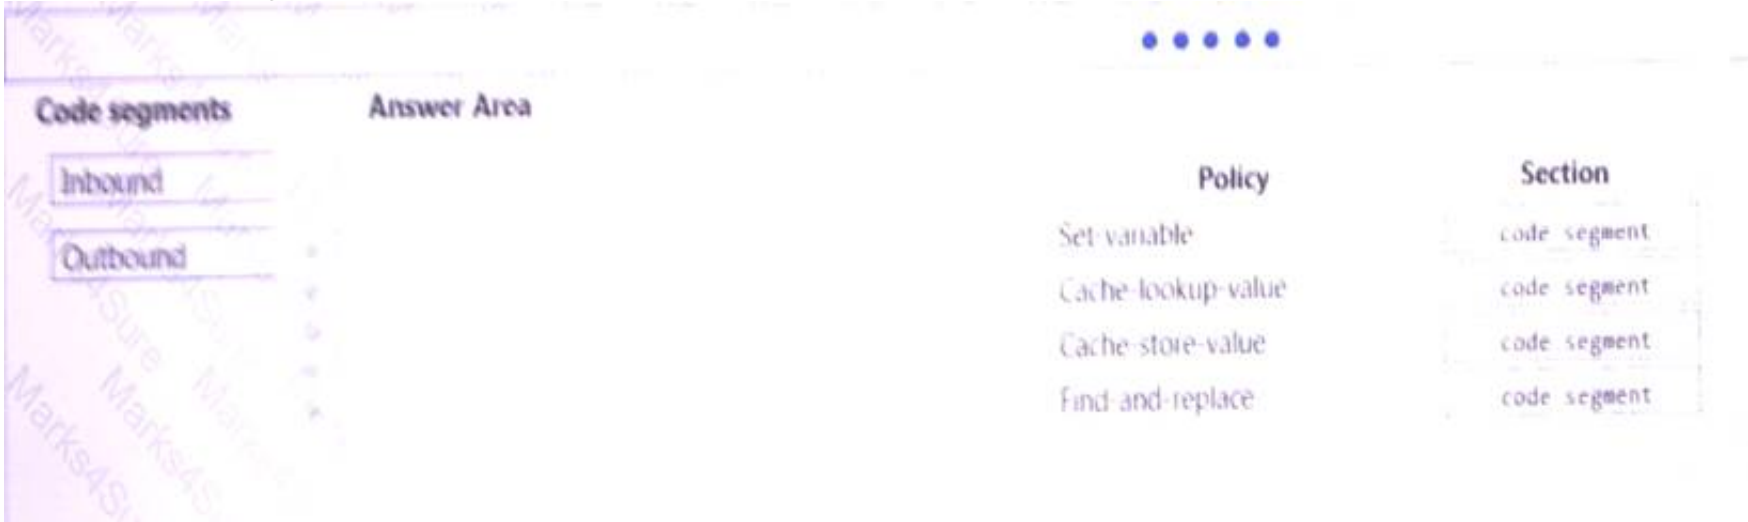 Code segments
Answer Area
Inbound
Outbound
Policy Section
Set-variable code segment
Cache-lookup-value code segment
Cache-store-value code segment
Find-and-replace code segment
Marks4Sure